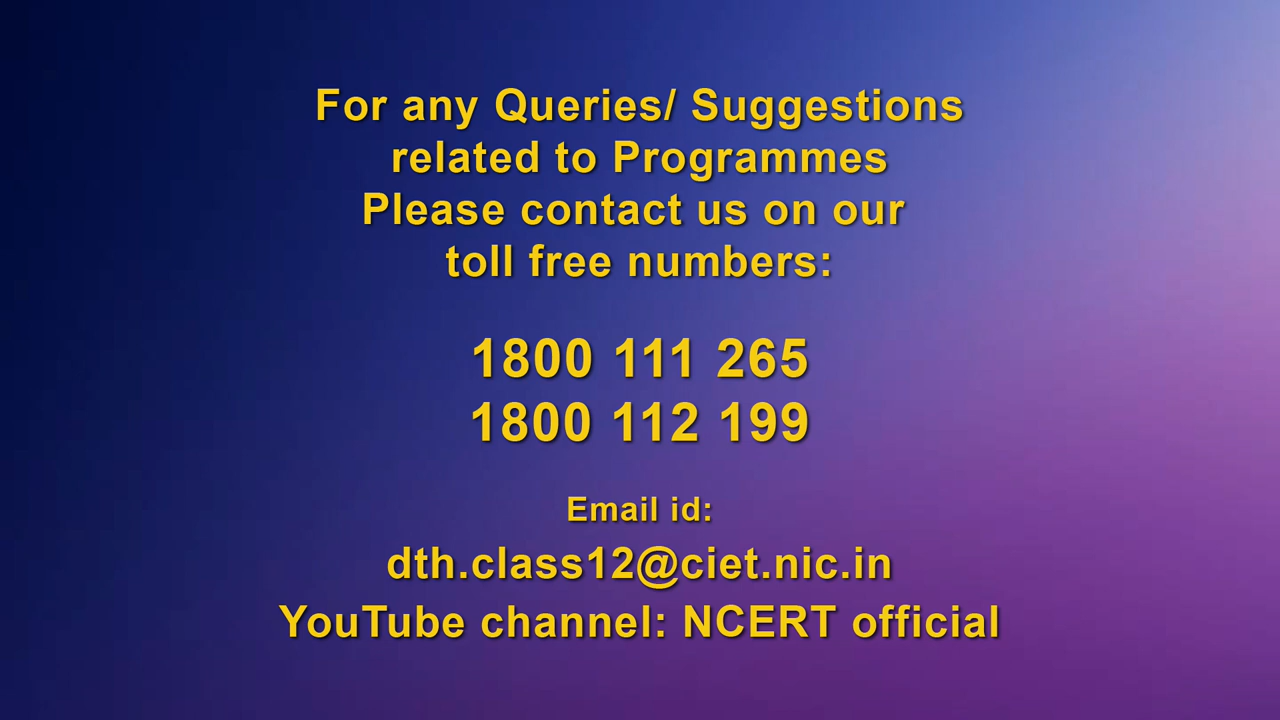 For any Queries/ Suggestions
related to Programmes
Please contact us on our
toll free numbers:
1800 111 265
1800 112 199
Email id:
dth.class12@ciet.nic.in
YouTube channel: NCERT official